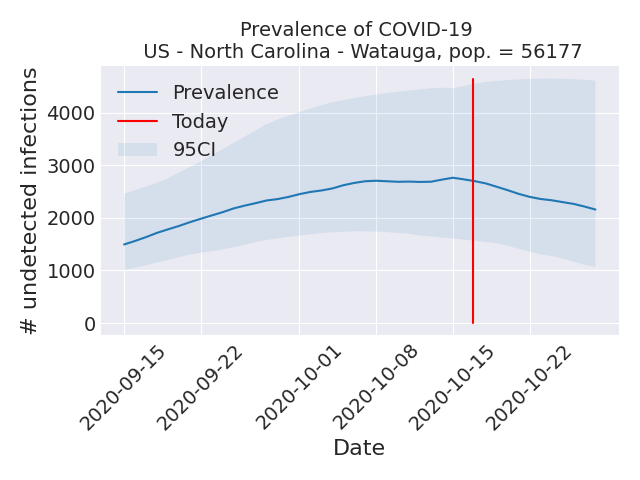 Prevalence of COVID-19
US - North Carolina - Watauga, pop. = 56177
# undetected infections
4000
3000
2000
1000
0
Prevalence
Today
95CI
2020-09-15
2020-09-22
2020-10-01
2020-10-08
2020-10-15
2020-10-22
Date